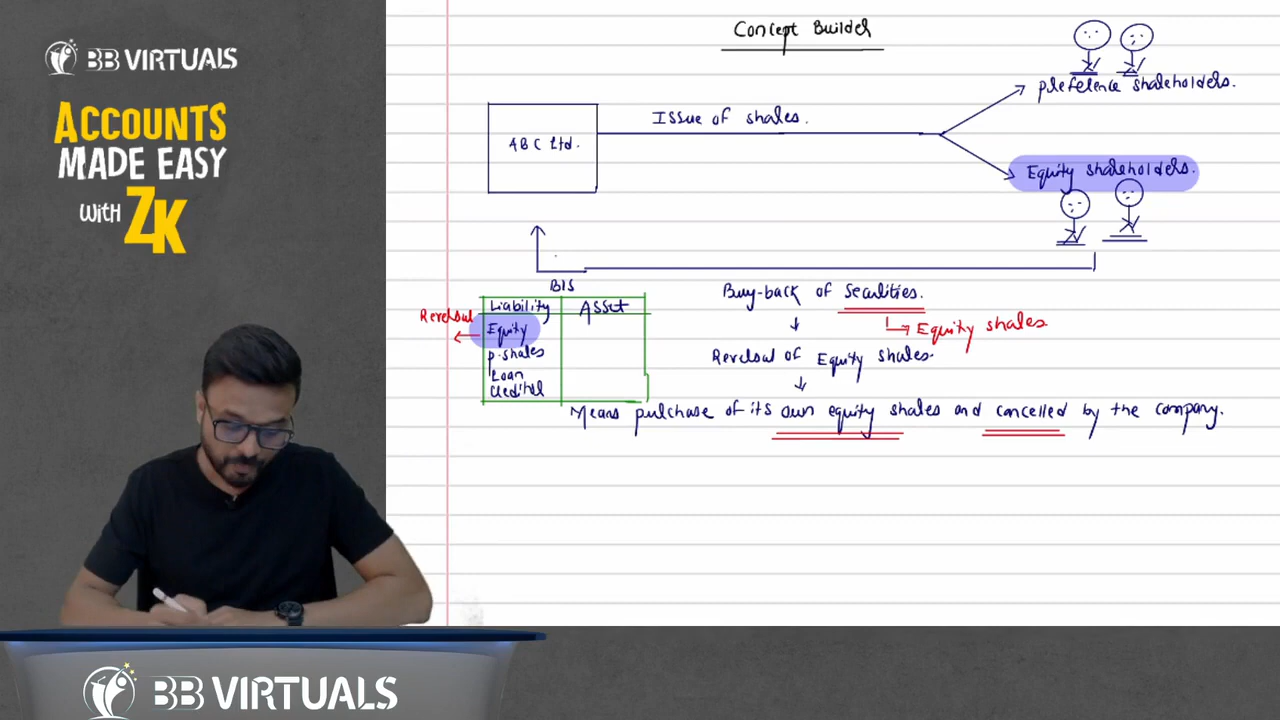 BB VIRTUALS
ACCOUNTS
MADE EASY
WITH ZK
Concept Builder
preference shareholders.
Issue of shares.
ABC Ltd.
Equity shareholders.
B/S
Liability Asset
Equity
p. shares
Loan
Creditor
Reversal
Buy-back of securities.
Equity shares
Reversal of Equity shares.
Means purchase of its own equity shares and cancelled by the company.
BB VIRTUALS